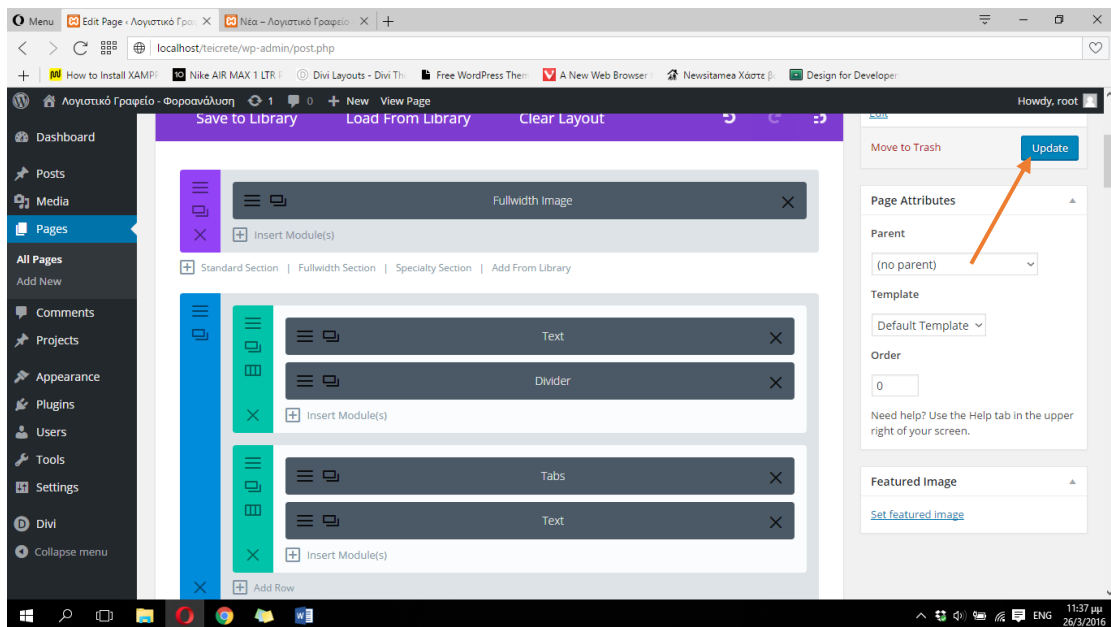 Menu
Edit Page ‹ Λογιστικό Γρα
Νέα – Λογιστικό Γραφείο
localhost/teicrete/wp-admin/post.php
How to Install XAMPP
Nike AIR MAX 1 LTR
Divi Layouts - Divi Th
Free WordPress Them
A New Web Browser
Newsitamea Χάστε β
Design for Developer
Λογιστικό Γραφείο - Φοροανάλυση
1
0
New
View Page
Howdy, root
Dashboard
Posts
Media
Pages
All Pages
Add New
Comments
Projects
Appearance
Plugins
Users
Tools
Settings
Divi
Collapse menu
Save to Library
Load From Library
Clear Layout
Fullwidth Image
Insert Module(s)
Standard Section | Fullwidth Section | Specialty Section | Add From Library
Text
Divider
Insert Module(s)
Tabs
Text
Insert Module(s)
Add Row
Edit
Move to Trash
Update
Page Attributes
Parent
(no parent)
Template
Default Template
Order
0
Need help? Use the Help tab in the upper
right of your screen.
Featured Image
Set featured image
ENG
11:37 μμ
26/3/2016